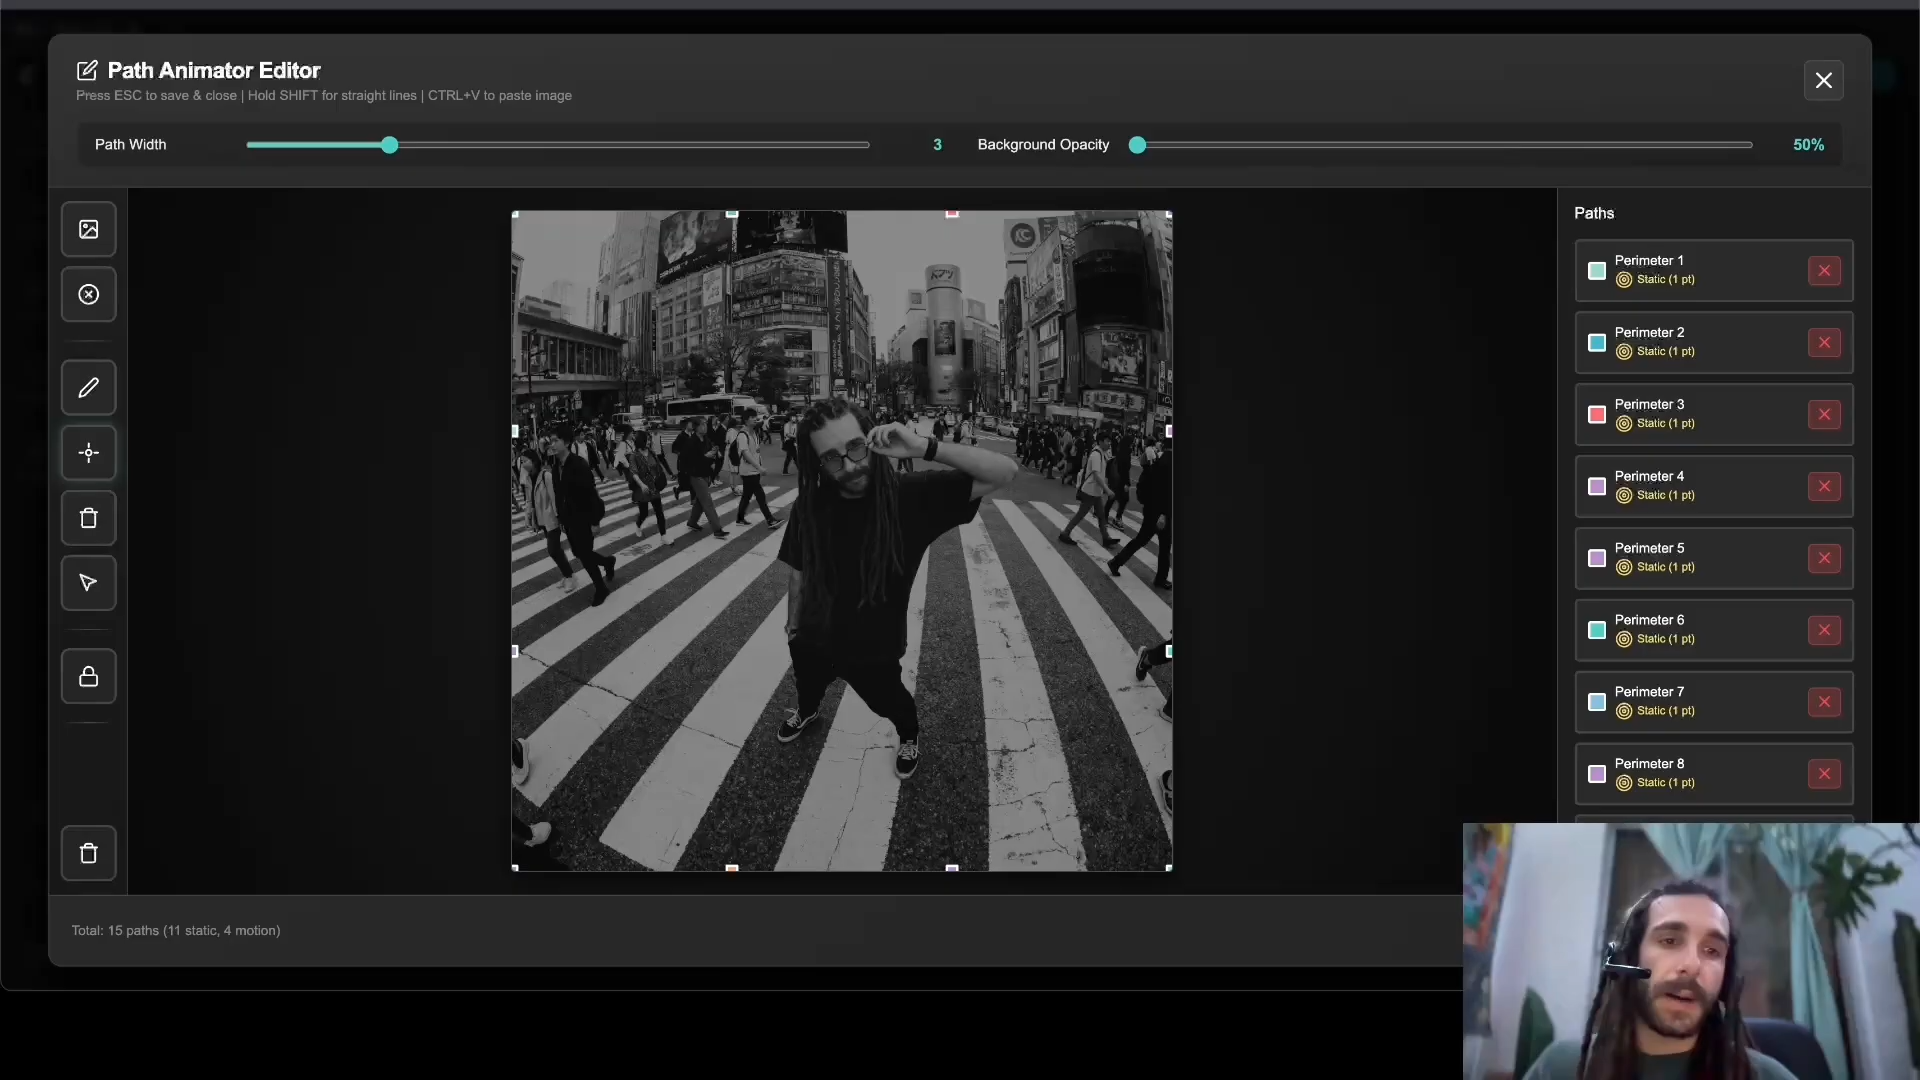 Path Animator Editor
Press ESC to save & close | Hold SHIFT for straight lines | CTRL+V to paste image
Path Width
3
Background Opacity
50%
Paths
Perimeter 1
Static (1 pt)
Perimeter 2
Static (1 pt)
Perimeter 3
Static (1 pt)
Perimeter 4
Static (1 pt)
Perimeter 5
Static (1 pt)
Perimeter 6
Static (1 pt)
Perimeter 7
Static (1 pt)
Perimeter 8
Static (1 pt)
Total: 15 paths (11 static, 4 motion)